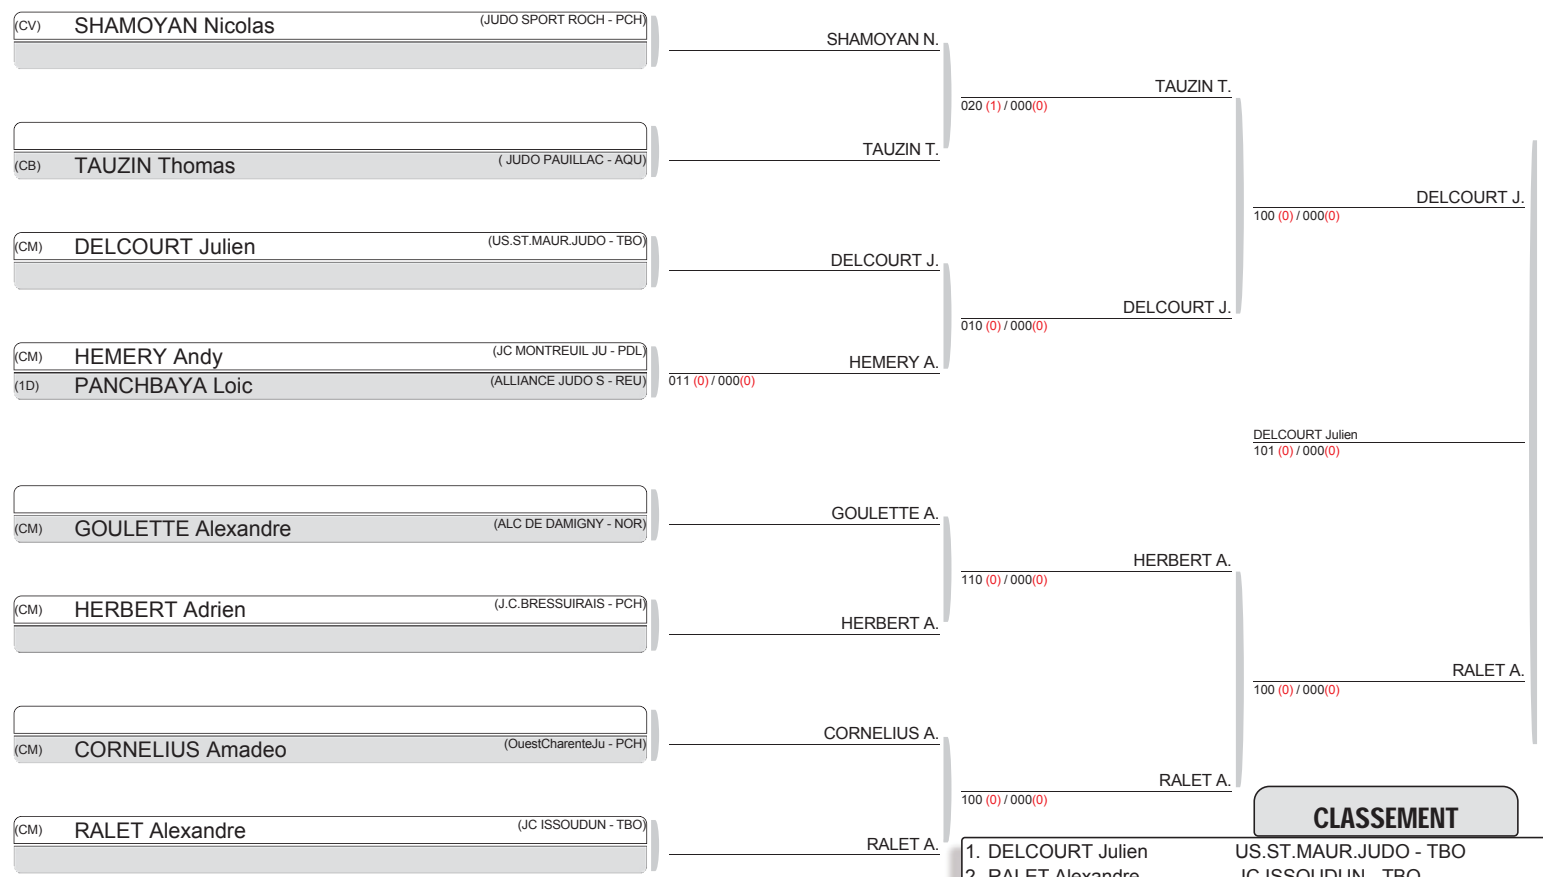 (CV) SHAMOYAN Nicolas (JUDO SPORT ROCH - PCH)
SHAMOYAN N.
TAUZIN T.
020 (1) / 000(0)
TAUZIN T.
(CB) TAUZIN Thomas ( JUDO PAUILLAC - AQU)
DELCOURT J.
100 (0) / 000(0)
(CM) DELCOURT Julien (US.ST.MAUR.JUDO - TBO)
DELCOURT J.
DELCOURT J.
010 (0) / 000(0)
(CM) HEMERY Andy (JC MONTREUIL JU - PDL)
HEMERY A.
(1D) PANCHBAYA Loic (ALLIANCE JUDO S - REU)
011 (0) / 000(0)
DELCOURT Julien
101 (0) / 000(0)
GOULETTE A.
(CM) GOULETTE Alexandre (ALC DE DAMIGNY - NOR)
HERBERT A.
110 (0) / 000(0)
(CM) HERBERT Adrien (J.C.BRESSUIRAIS - PCH)
HERBERT A.
RALET A.
100 (0) / 000(0)
CORNELIUS A.
(CM) CORNELIUS Amadeo (OuestCharenteJu - PCH)
RALET A.
100 (0) / 000(0)
CLASSEMENT
(CM) RALET Alexandre (JC ISSOUDUN - TBO)
RALET A.
1. DELCOURT Julien US.ST.MAUR.JUDO - TBO
2. RALET Alexandre JC ISSOUDUN - TBO